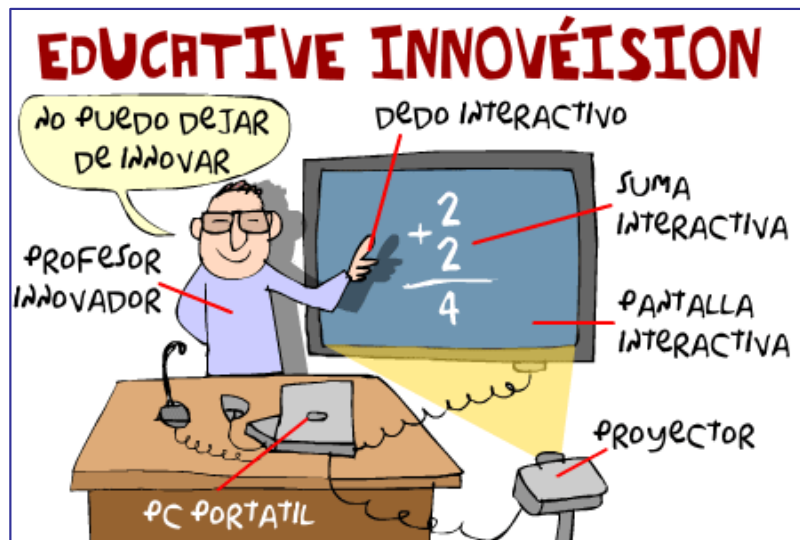 EDUCATIVE INNOVÉISION
NO PUEDO DEJAR
DE INNOVAR
DEDO INTERACTIVO
2
+
2
4
SUMA
INTERACTIVA
PROFESOR
INNOVADOR
PANTALLA
INTERACTIVA
PROYECTOR
PC PORTATIL